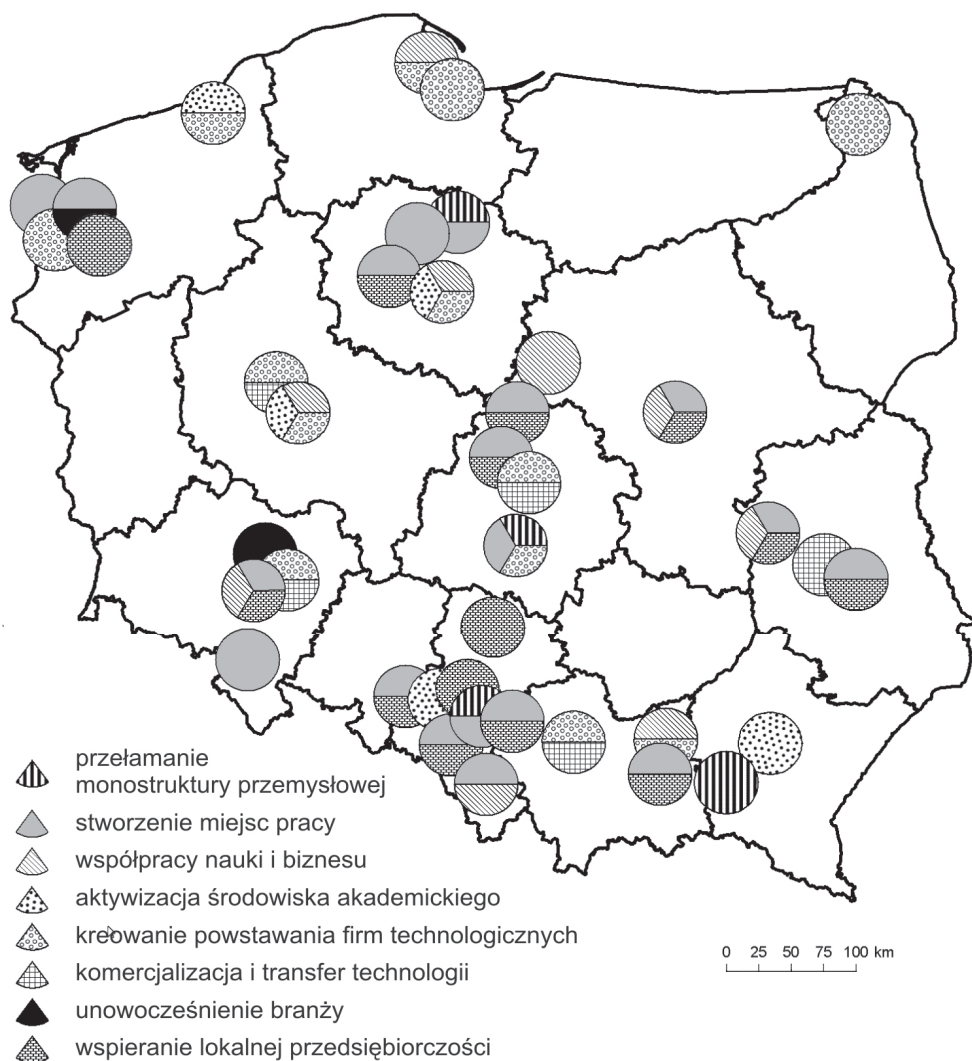 przełamanie
monostruktury przemysłowej
stworzenie miejsc pracy
współpracy nauki i biznesu
aktywizacja środowiska akademickiego
kreowanie powstawania firm technologicznych
komercjalizacja i transfer technologii
unowocześnienie branży
wspieranie lokalnej przedsiębiorczości
0 25 50 75 100 km